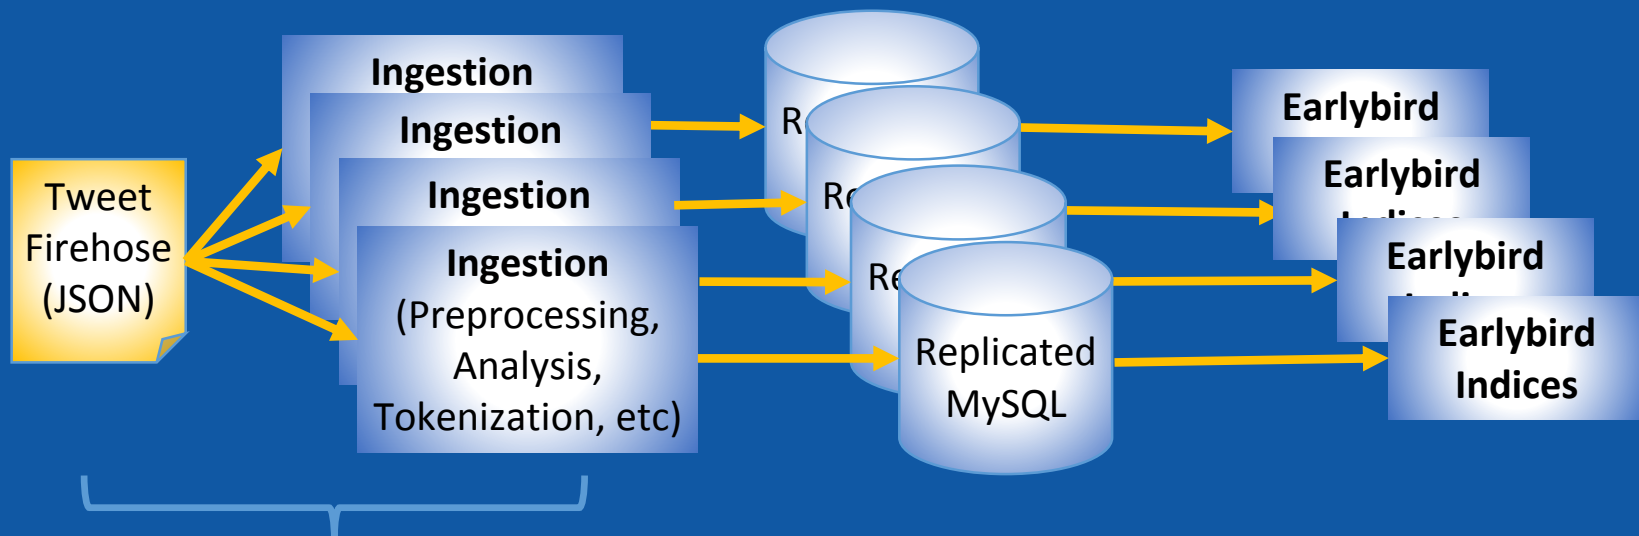 Tweet
Firehose
(JSON)
Ingestion
Ingestion
Ingestion
Ingestion
(Preprocessing,
Analysis,
Tokenization, etc)
Replicated
MySQL
Earlybird
Earlybird
Earlybird
Earlybird
Indices